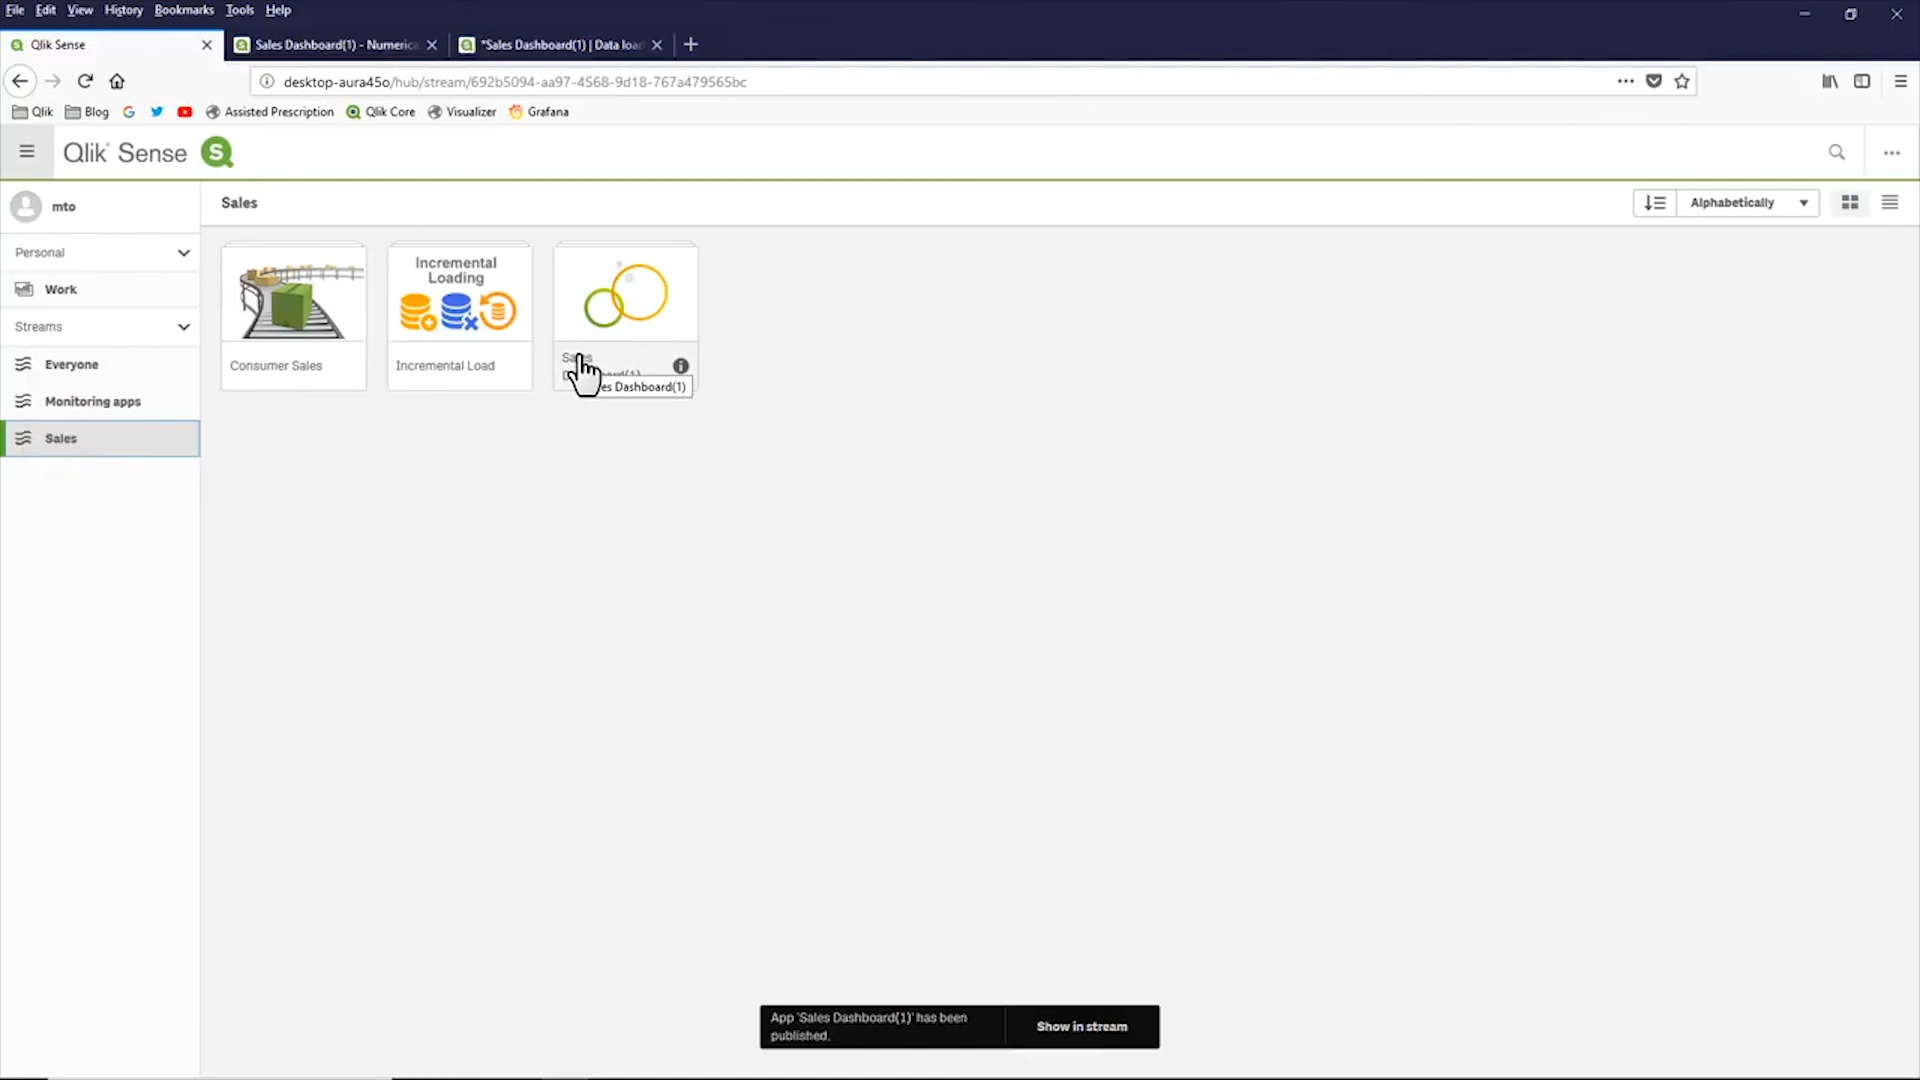 File Edit View History Bookmarks Tools Help
Qlik Sense
Sales Dashboard(1) - Numerica
*Sales Dashboard(1) | Data loa
desktop-aura45o/hub/stream/692b5094-aa97-4568-9d18-767a479565bc
Qlik Blog Assisted Prescription Qlik Core Visualizer Grafana
Qlik Sense
mto
Sales
Alphabetically
Personal
Work
Streams
Everyone
Monitoring apps
Sales
Incremental
Loading
Consumer Sales
Incremental Load
es Dashboard(1)
App 'Sales Dashboard(1)' has been
published.
Show in stream